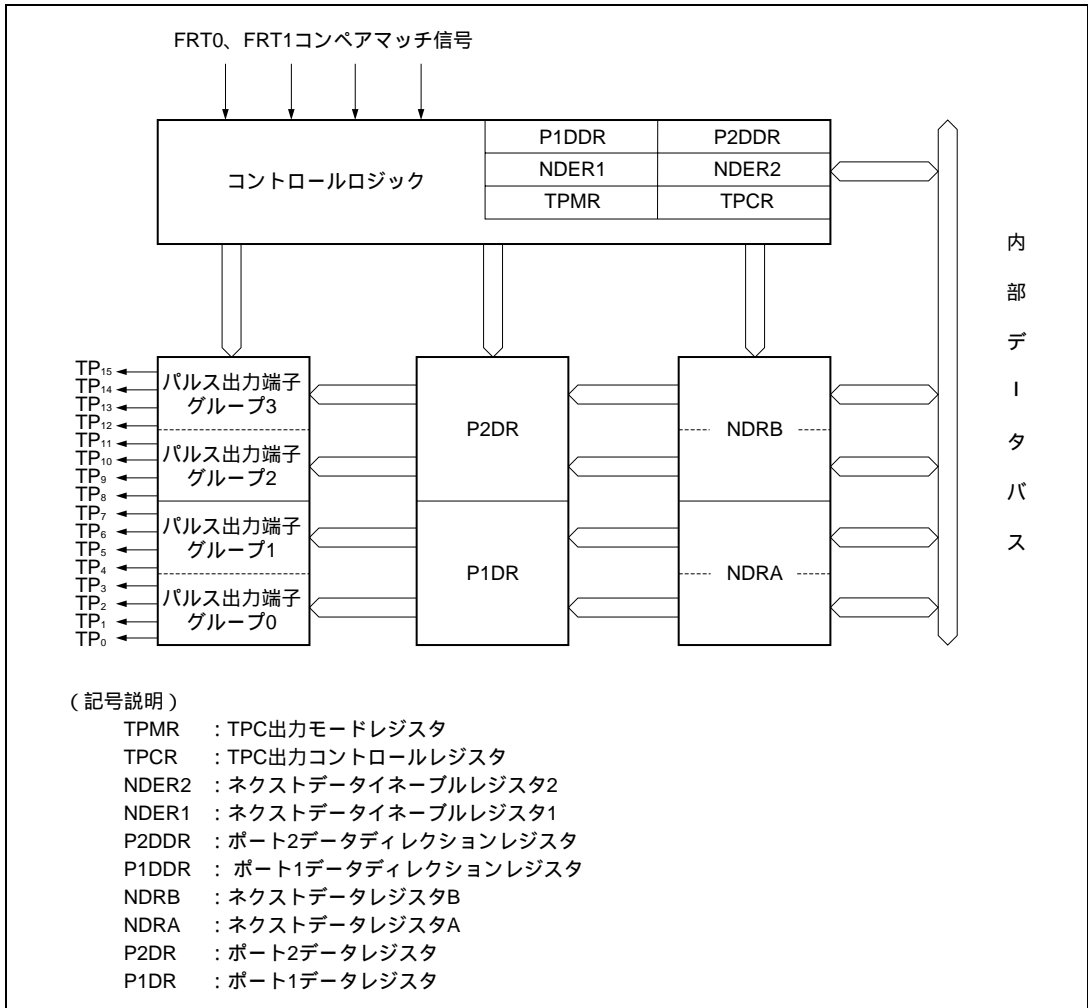 FRT0、FRT1コンペアマッチ信号
コントロールロジック
P1DDR P2DDR
NDER1 NDER2
TPMR TPCR
内部データバス
TP15
TP14
TP13
TP12
TP11
TP10
TP9
TP8
TP7
TP6
TP5
TP4
TP3
TP2
TP1
TP0
パルス出力端子
グループ3
パルス出力端子
グループ2
パルス出力端子
グループ1
パルス出力端子
グループ0
P2DR
P1DR
NDRB
NDRA
(記号説明)
TPMR :TPC出力モードレジスタ
TPCR :TPC出力コントロールレジスタ
NDER2 :ネクストデータイネーブルレジスタ2
NDER1 :ネクストデータイネーブルレジスタ1
P2DDR :ポート2データディレクションレジスタ
P1DDR : ポート1データディレクションレジスタ
NDRB :ネクストデータレジスタB
NDRA :ネクストデータレジスタA
P2DR :ポート2データレジスタ
P1DR :ポート1データレジスタ